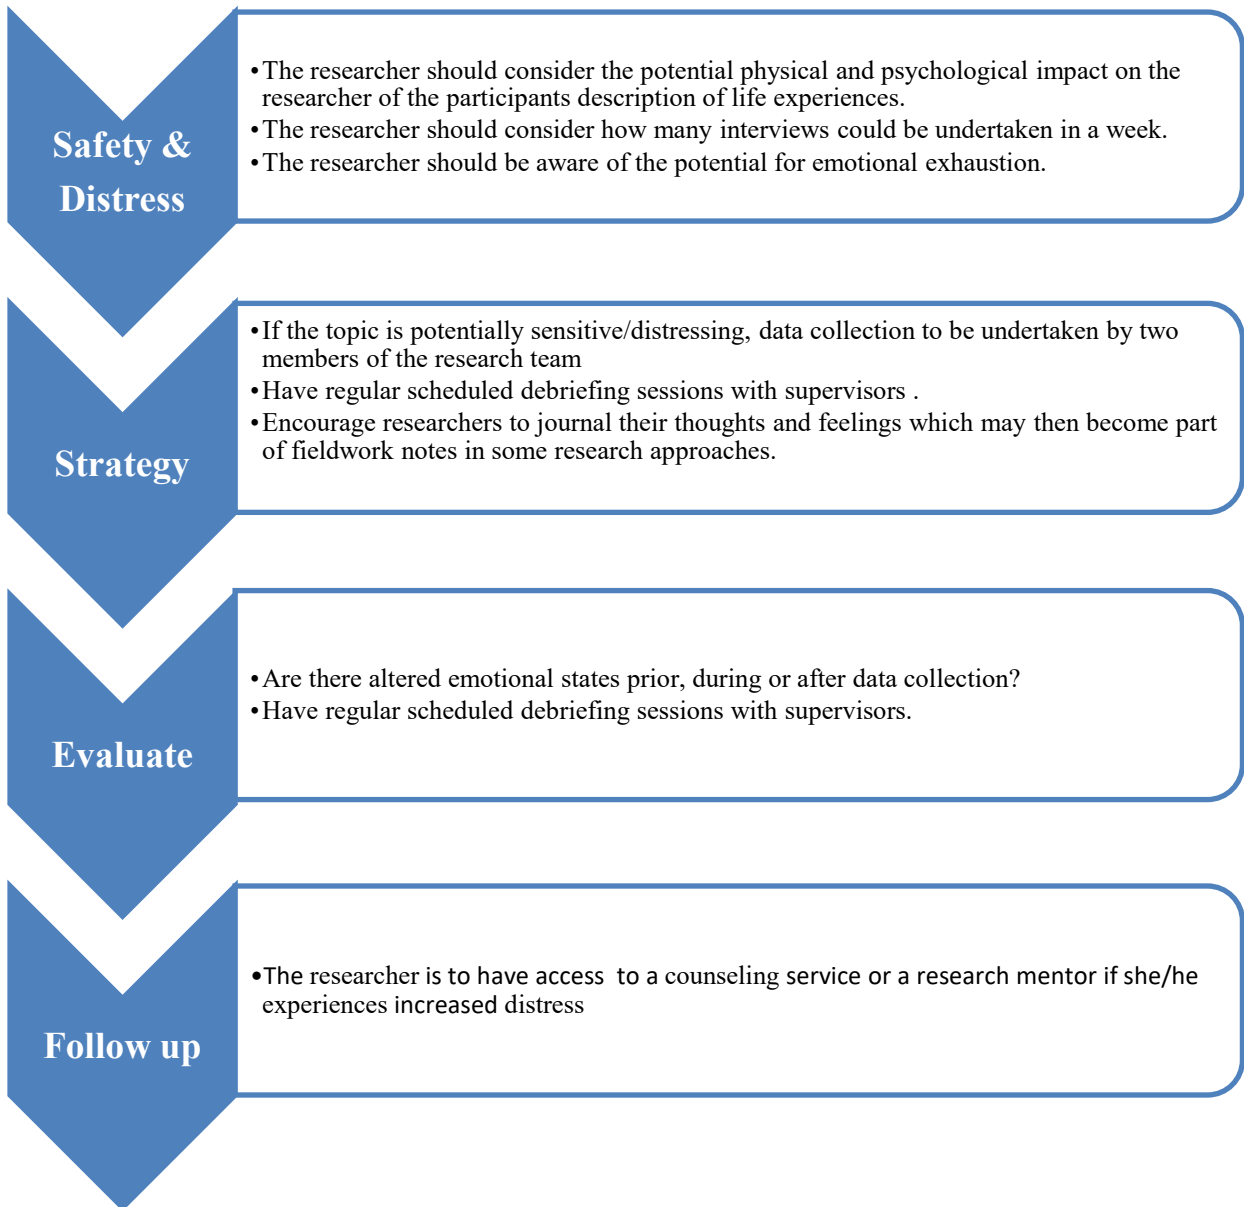 Safety &
Distress
•The researcher should consider the potential physical and psychological impact on the
researcher of the participants description of life experiences.
•The researcher should consider how many interviews could be undertaken in a week.
•The researcher should be aware of the potential for emotional exhaustion.
Strategy
•If the topic is potentially sensitive/distressing, data collection to be undertaken by two
members of the research team
•Have regular scheduled debriefing sessions with supervisors .
•Encourage researchers to journal their thoughts and feelings which may then become part
of fieldwork notes in some research approaches.
Evaluate
•Are there altered emotional states prior, during or after data collection?
•Have regular scheduled debriefing sessions with supervisors.
Follow up
•The researcher is to have access  to a counseling service or a research mentor if she/he
experiences increased distress